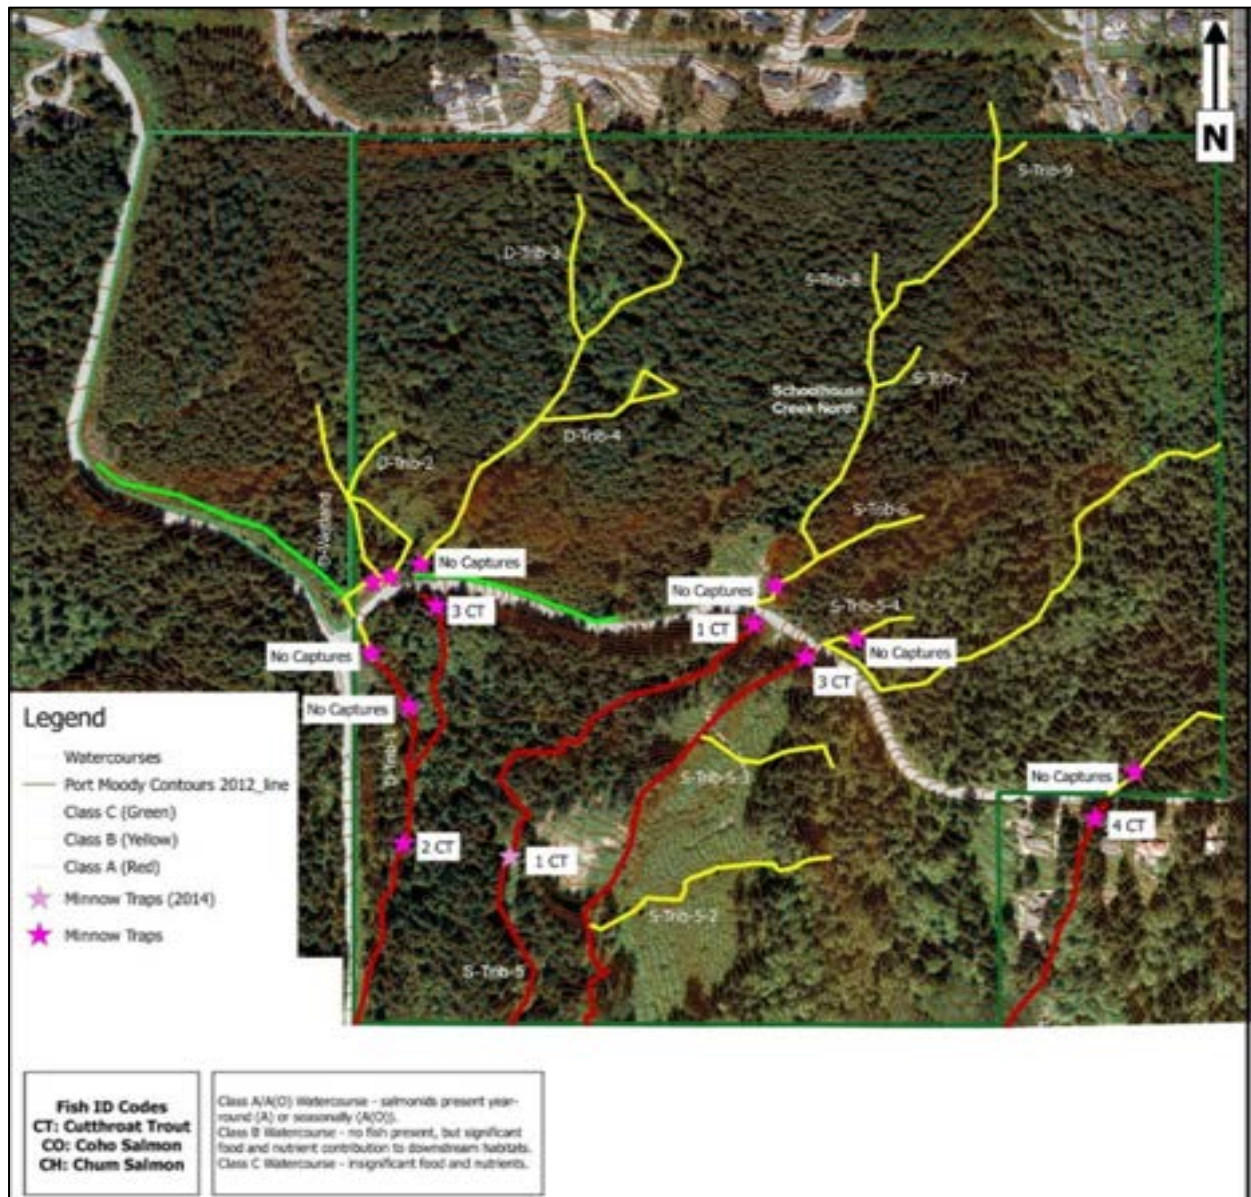 N
S-Trib-9
D-Trib-3
S-Trib-8
S-Trib-7
Schoolhouse
Creek North
D-Trib-4
D-Trib-2
S-Trib-6
D-Wetland
No Captures
No Captures
3 CT
S-Trib-5-4
1 CT
No Captures
No Captures
3 CT
No Captures
S-Trib-5-3
No Captures
4 CT
2 CT
1 CT
S-Trib-5-2
S-Trib-5
Legend
Watercourses
Port Moody Contours 2012_line
Class C (Green)
Class B (Yellow)
Class A (Red)
Minnow Traps (2014)
Minnow Traps
Fish ID Codes
CT: Cutthroat Trout
CO: Coho Salmon
CH: Chum Salmon
Class A/A(O) Watercourse - salmonids present year-
round (A) or seasonally (A(O)).
Class B Watercourse - no fish present, but significant
food and nutrient contribution to downstream habitats.
Class C Watercourse - insignificant food and nutrients.